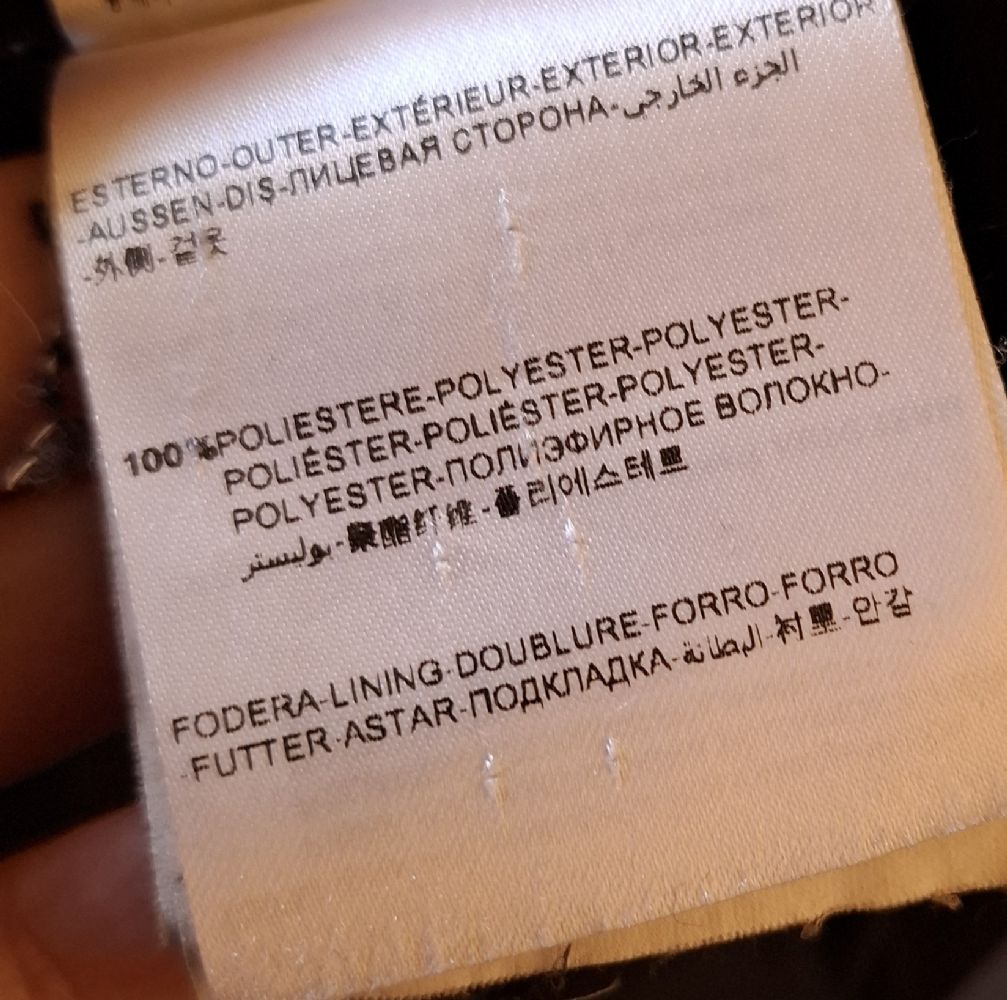 ESTERNO-OUTER-EXTÉRIEUR-EXTERIOR-EXTERIOR
-AUSSEN-DIŞ-ЛИЦЕВАЯ СТОРОНА-الجزء الخارجي
-外侧-겉옷
100%POLIESTERE-POLYESTER-POLYESTER-
POLIÉSTER-POLIÉSTER-POLYESTER-
POLYESTER-ПОЛИЭФИРНОЕ ВОЛОКНО-
بوليستر-聚酯纤维-폴리에스테르
FODERA-LINING-DOUBLURE-FORRO-FORRO
-FUTTER-ASTAR-ПОДКЛАДКА-البطانة-衬里-안감